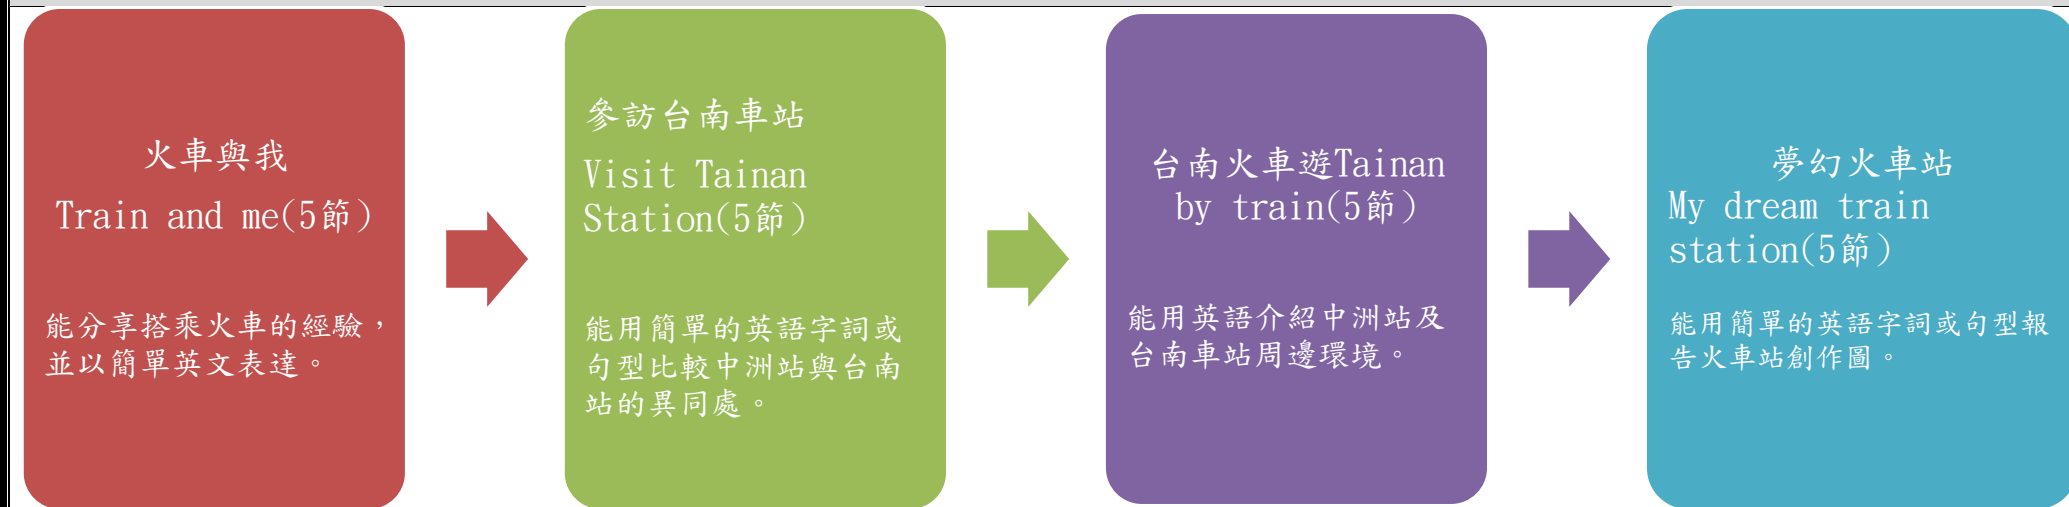 火車與我
Train and me(5節)
能分享搭乘火車的經驗，
並以簡單英文表達。
參訪台南車站
Visit Tainan
Station(5節)
能用簡單的英語字詞或
句型比較中洲站與台南
站的異同處。
台南火車遊Tainan
by train(5節)
能用英語介紹中洲站及
台南車站周邊環境。
夢幻火車站
My dream train
station(5節)
能用簡單的英語字詞或句型報
告火車站創作圖。